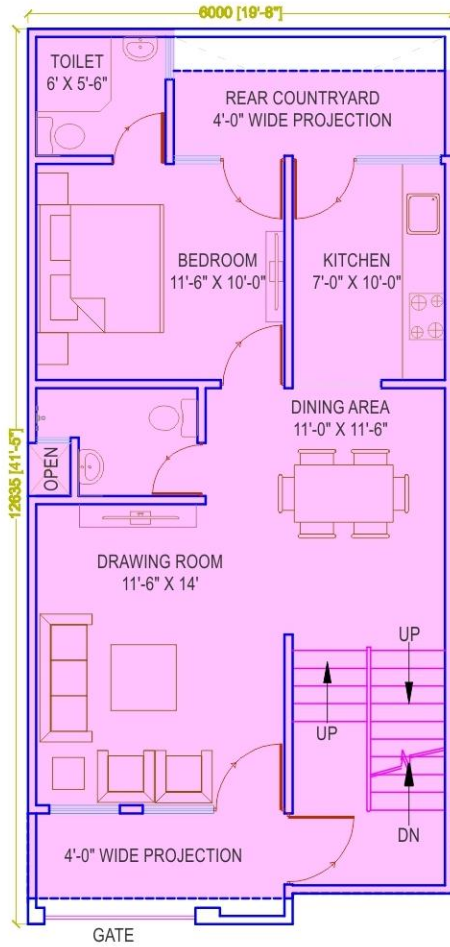 6000 [19'-8"]
TOILET
6' X 5'-6"
REAR COUNTRYARD
4'-0" WIDE PROJECTION
BEDROOM
11'-6" X 10'-0"
KITCHEN
7'-0" X 10'-0"
DINING AREA
11'-0" X 11'-6"
12635 [41'-5"]
OPEN
DRAWING ROOM
11'-6" X 14'
UP
UP
DN
4'-0" WIDE PROJECTION
GATE